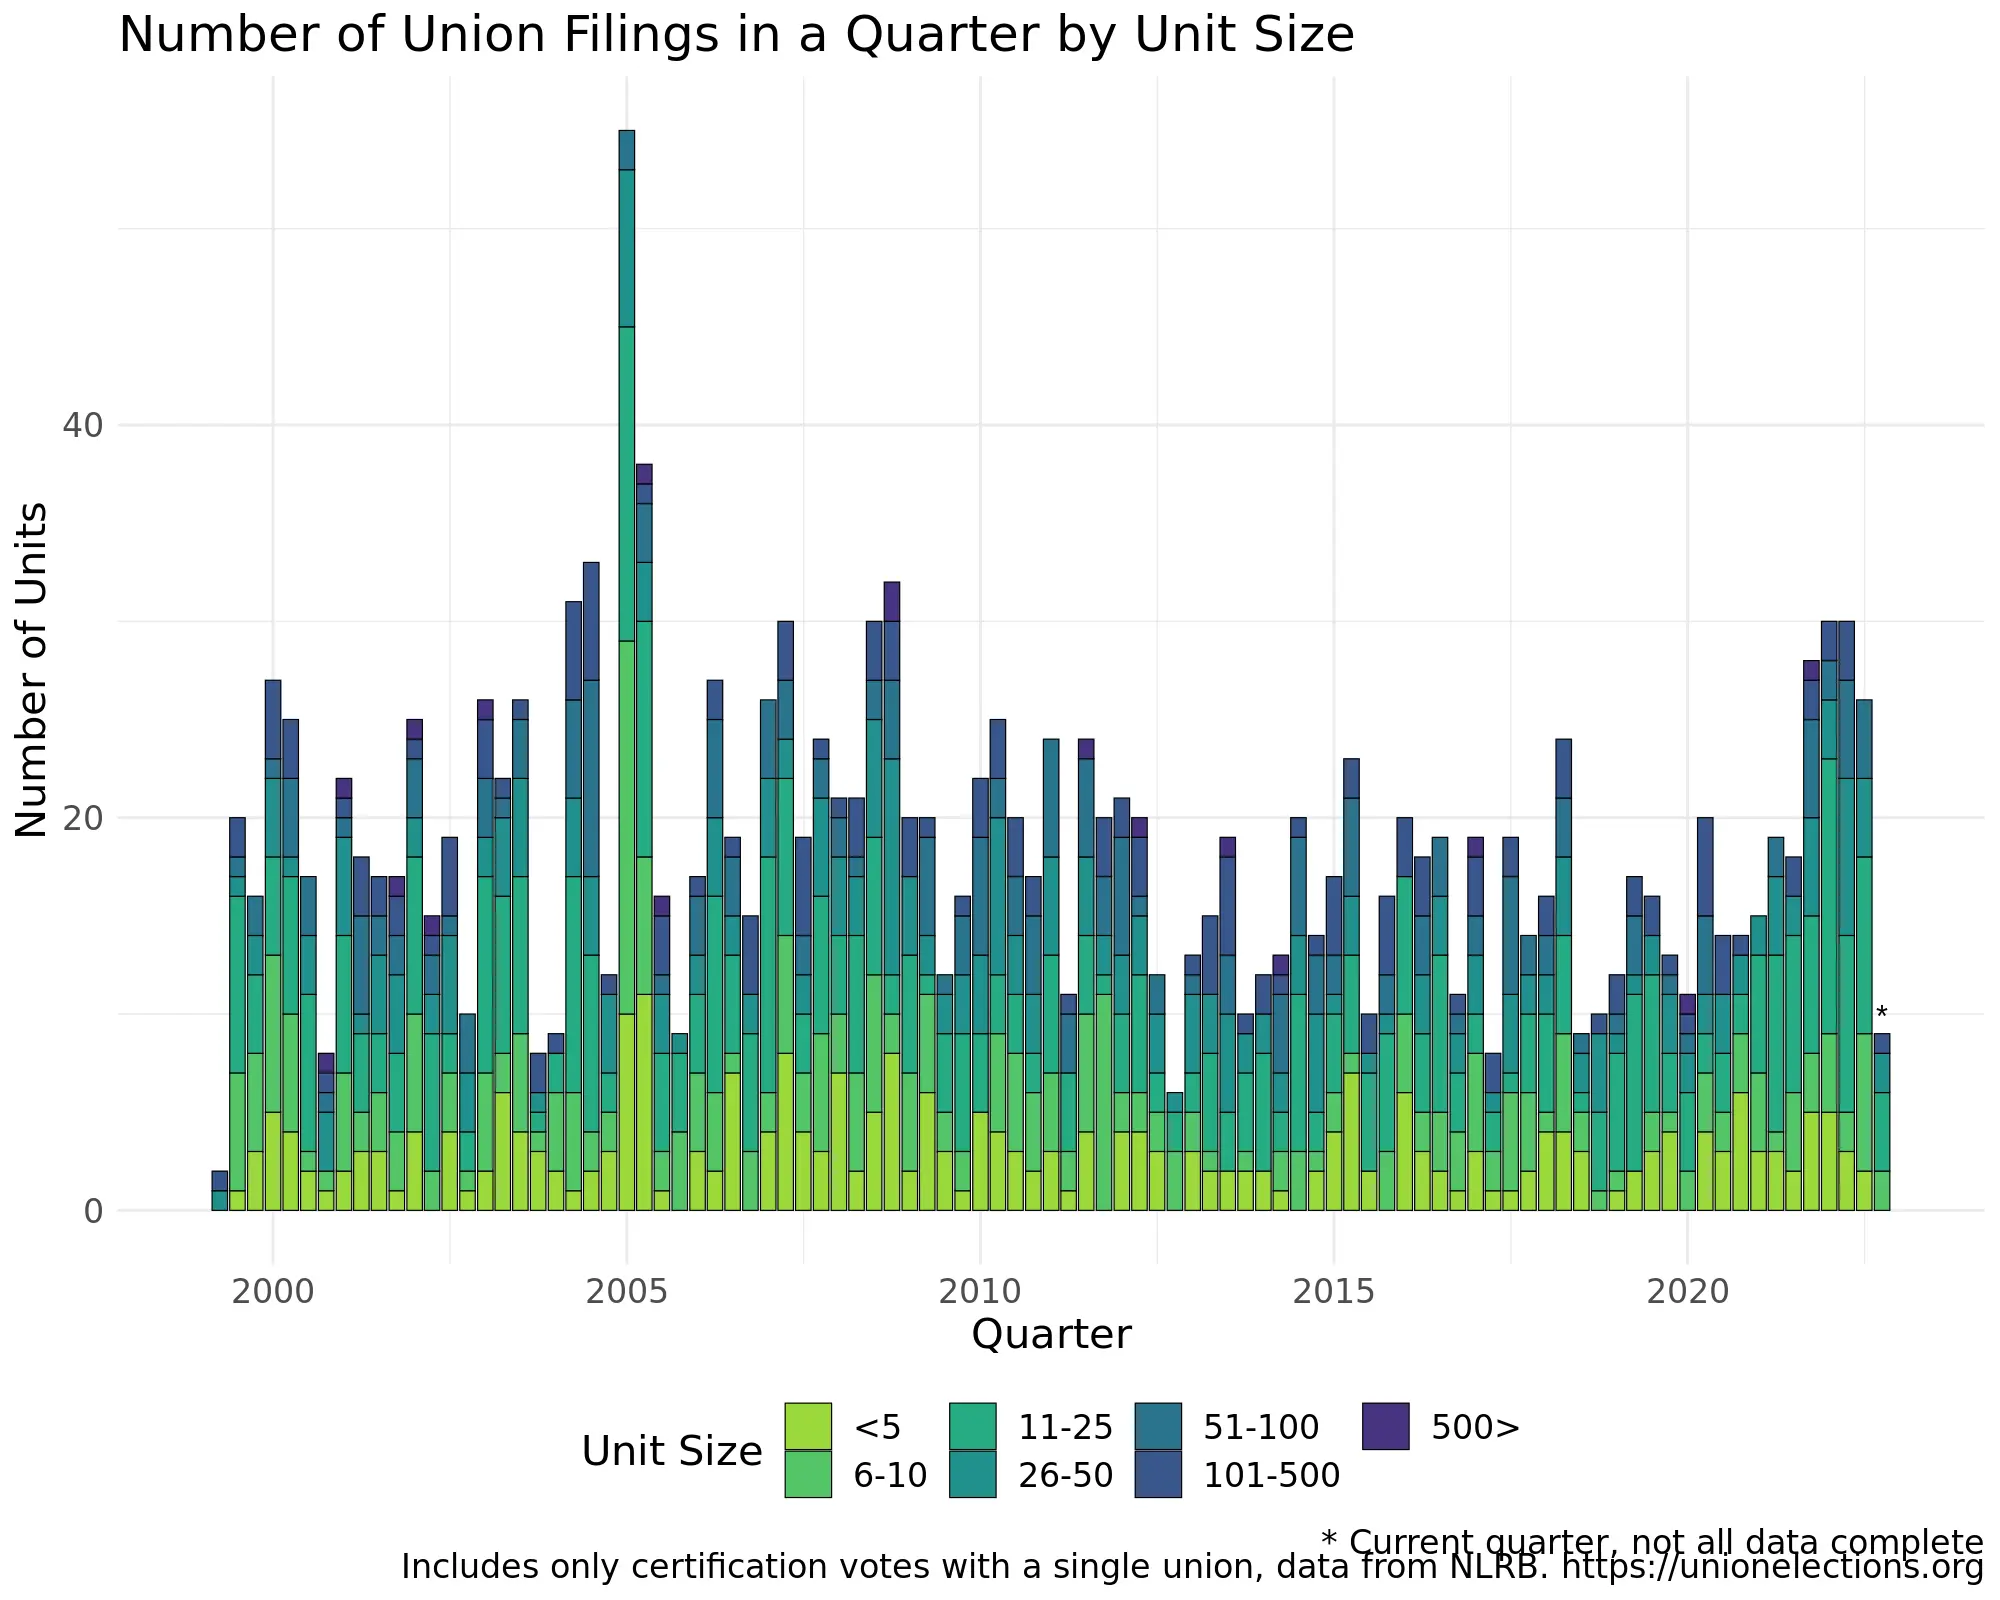 Number of Union Filings in a Quarter by Unit Size
Number of Units
40
20
0
*
2000 2005 2010 2015 2020
Quarter
Unit Size
<5 11-25 51-100 500>
6-10 26-50 101-500
* Current quarter, not all data complete
Includes only certification votes with a single union, data from NLRB. https://unionelections.org